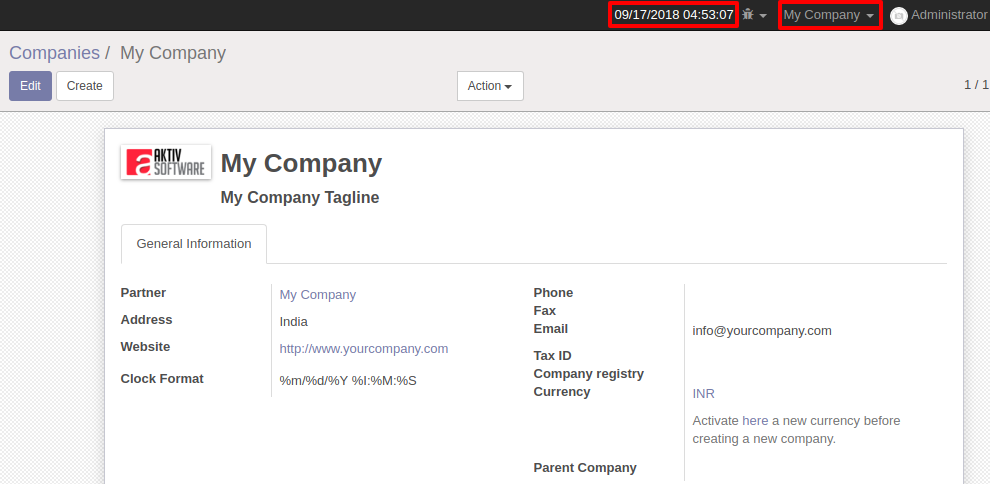 09/17/2018 04:53:07 My Company Administrator
Companies / My Company
Edit Create Action 1 / 1
AKTIV
SOFTWARE
My Company
My Company Tagline
General Information
Partner My Company
Address India
Website http://www.yourcompany.com
Clock Format %m/%d/%Y %I:%M:%S
Phone
Fax
Email info@yourcompany.com
Tax ID
Company registry
Currency INR
Activate here a new currency before
creating a new company.
Parent Company